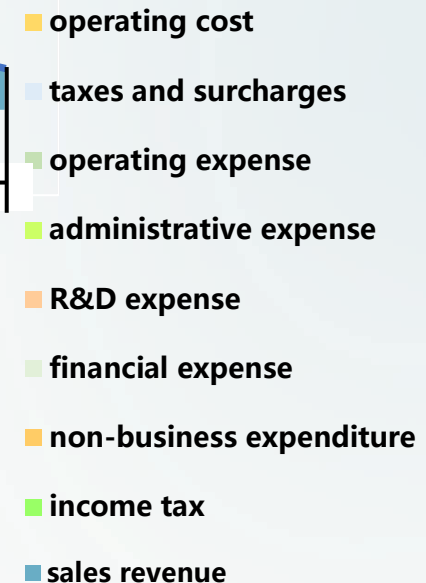 operating cost
taxes and surcharges
operating expense
administrative expense
R&D expense
financial expense
non-business expenditure
income tax
sales revenue